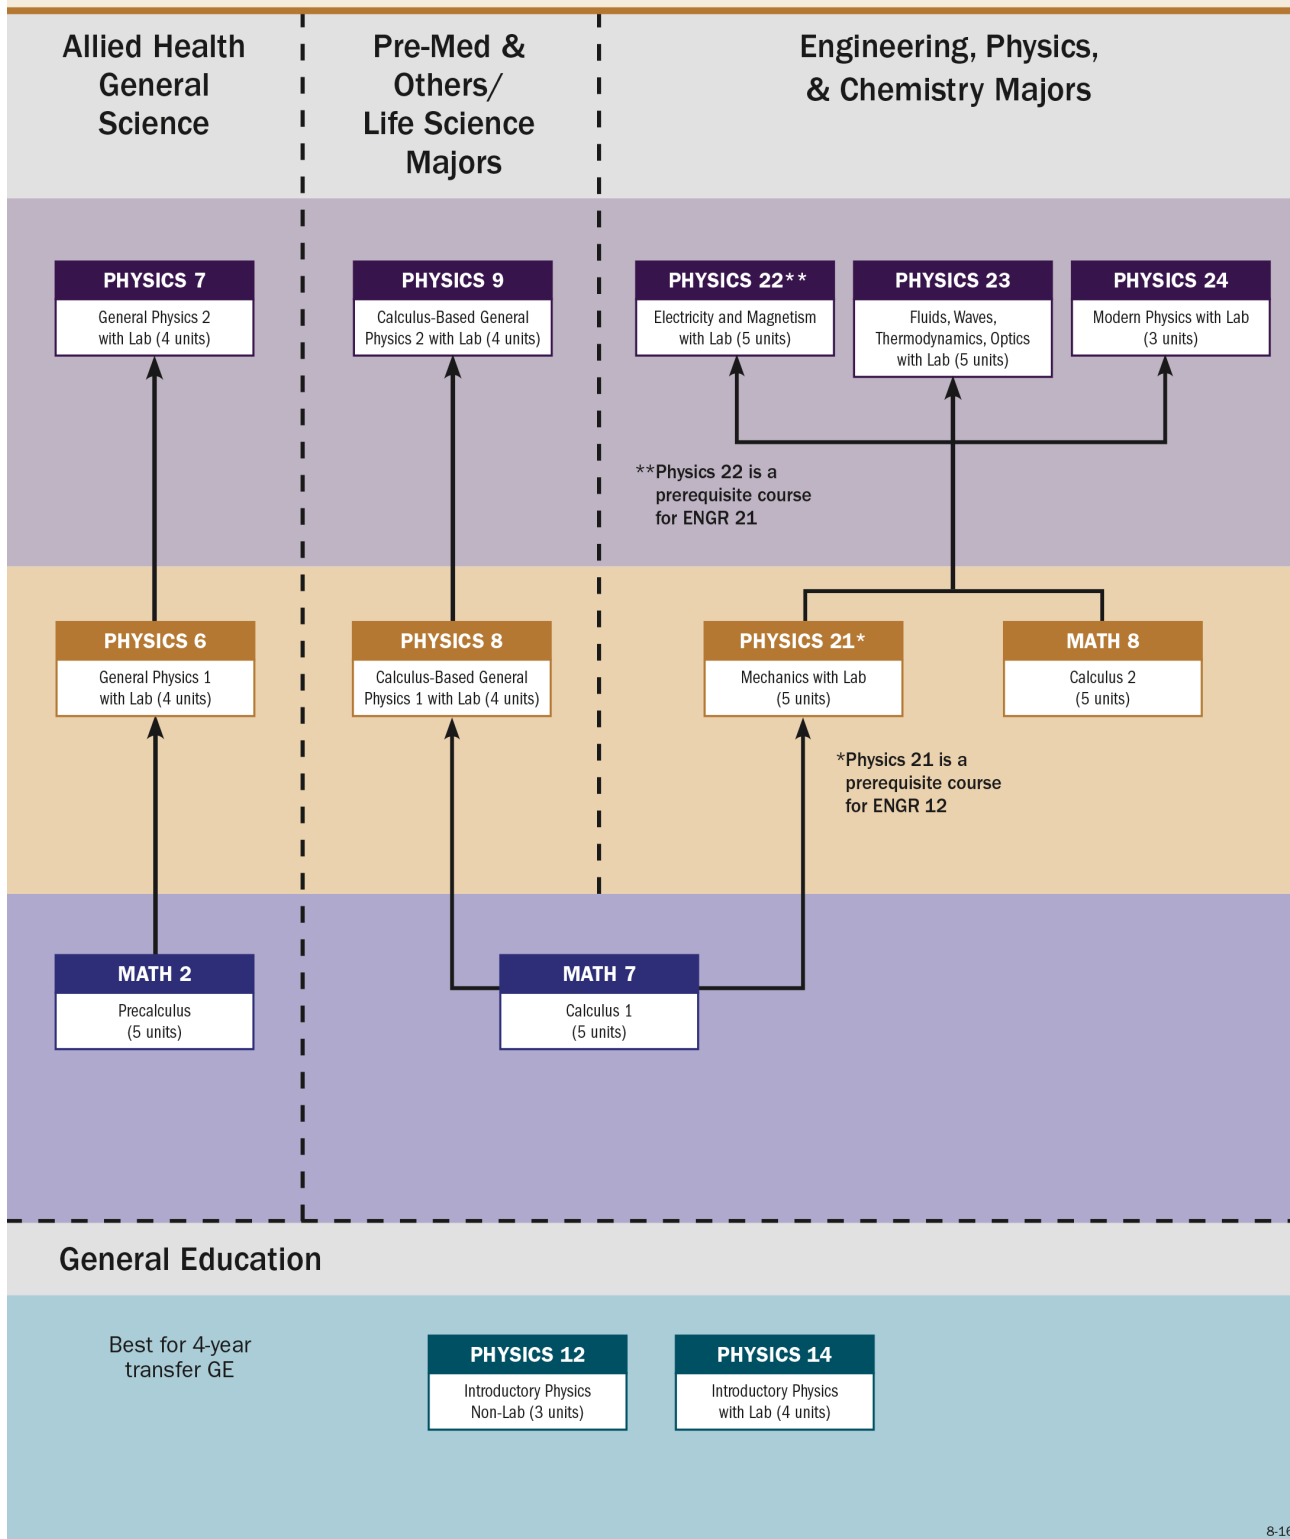 Allied Health
General
Science
Pre-Med &
Others/
Life Science
Majors
Engineering, Physics,
& Chemistry Majors
PHYSICS 7
General Physics 2
with Lab (4 units)
PHYSICS 9
Calculus-Based General
Physics 2 with Lab (4 units)
PHYSICS 22**
Electricity and Magnetism
with Lab (5 units)
PHYSICS 23
Fluids, Waves,
Thermodynamics, Optics
with Lab (5 units)
PHYSICS 24
Modern Physics with Lab
(3 units)
**Physics 22 is a
prerequisite course
for ENGR 21
PHYSICS 6
General Physics 1
with Lab (4 units)
PHYSICS 8
Calculus-Based General
Physics 1 with Lab (4 units)
PHYSICS 21*
Mechanics with Lab
(5 units)
MATH 8
Calculus 2
(5 units)
*Physics 21 is a
prerequisite course
for ENGR 12
MATH 2
Precalculus
(5 units)
MATH 7
Calculus 1
(5 units)
General Education
Best for 4-year
transfer GE
PHYSICS 12
Introductory Physics
Non-Lab (3 units)
PHYSICS 14
Introductory Physics
with Lab (4 units)
8-16